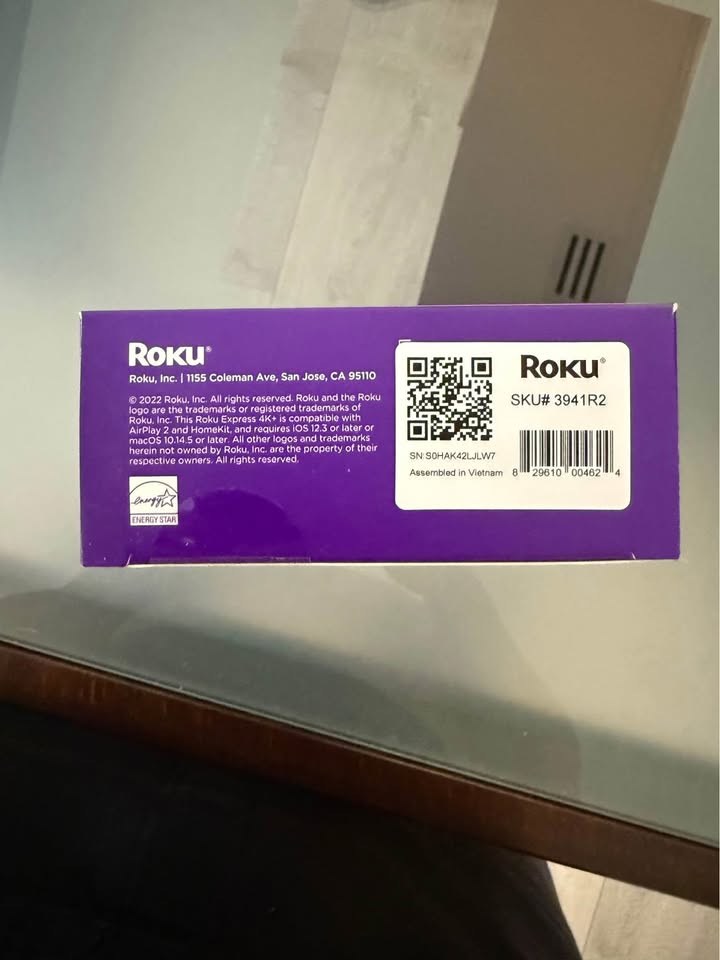 ROKU®
Roku, Inc. | 1155 Coleman Ave, San Jose, CA 95110
© 2022 Roku, Inc. All rights reserved. Roku and the Roku
logo are the trademarks or registered trademarks of
Roku, Inc. This Roku Express 4K+ is compatible with
AirPlay 2 and HomeKit, and requires iOS 12.3 or later or
macOS 10.14.5 or later. All other logos and trademarks
herein not owned by Roku, Inc. are the property of their
respective owners. All rights reserved.
energy
ENERGY STAR
ROKU®
SKU# 3941R2
SN:S0HAK42LJLW7
Assembled in Vietnam
8 29610 00462 4